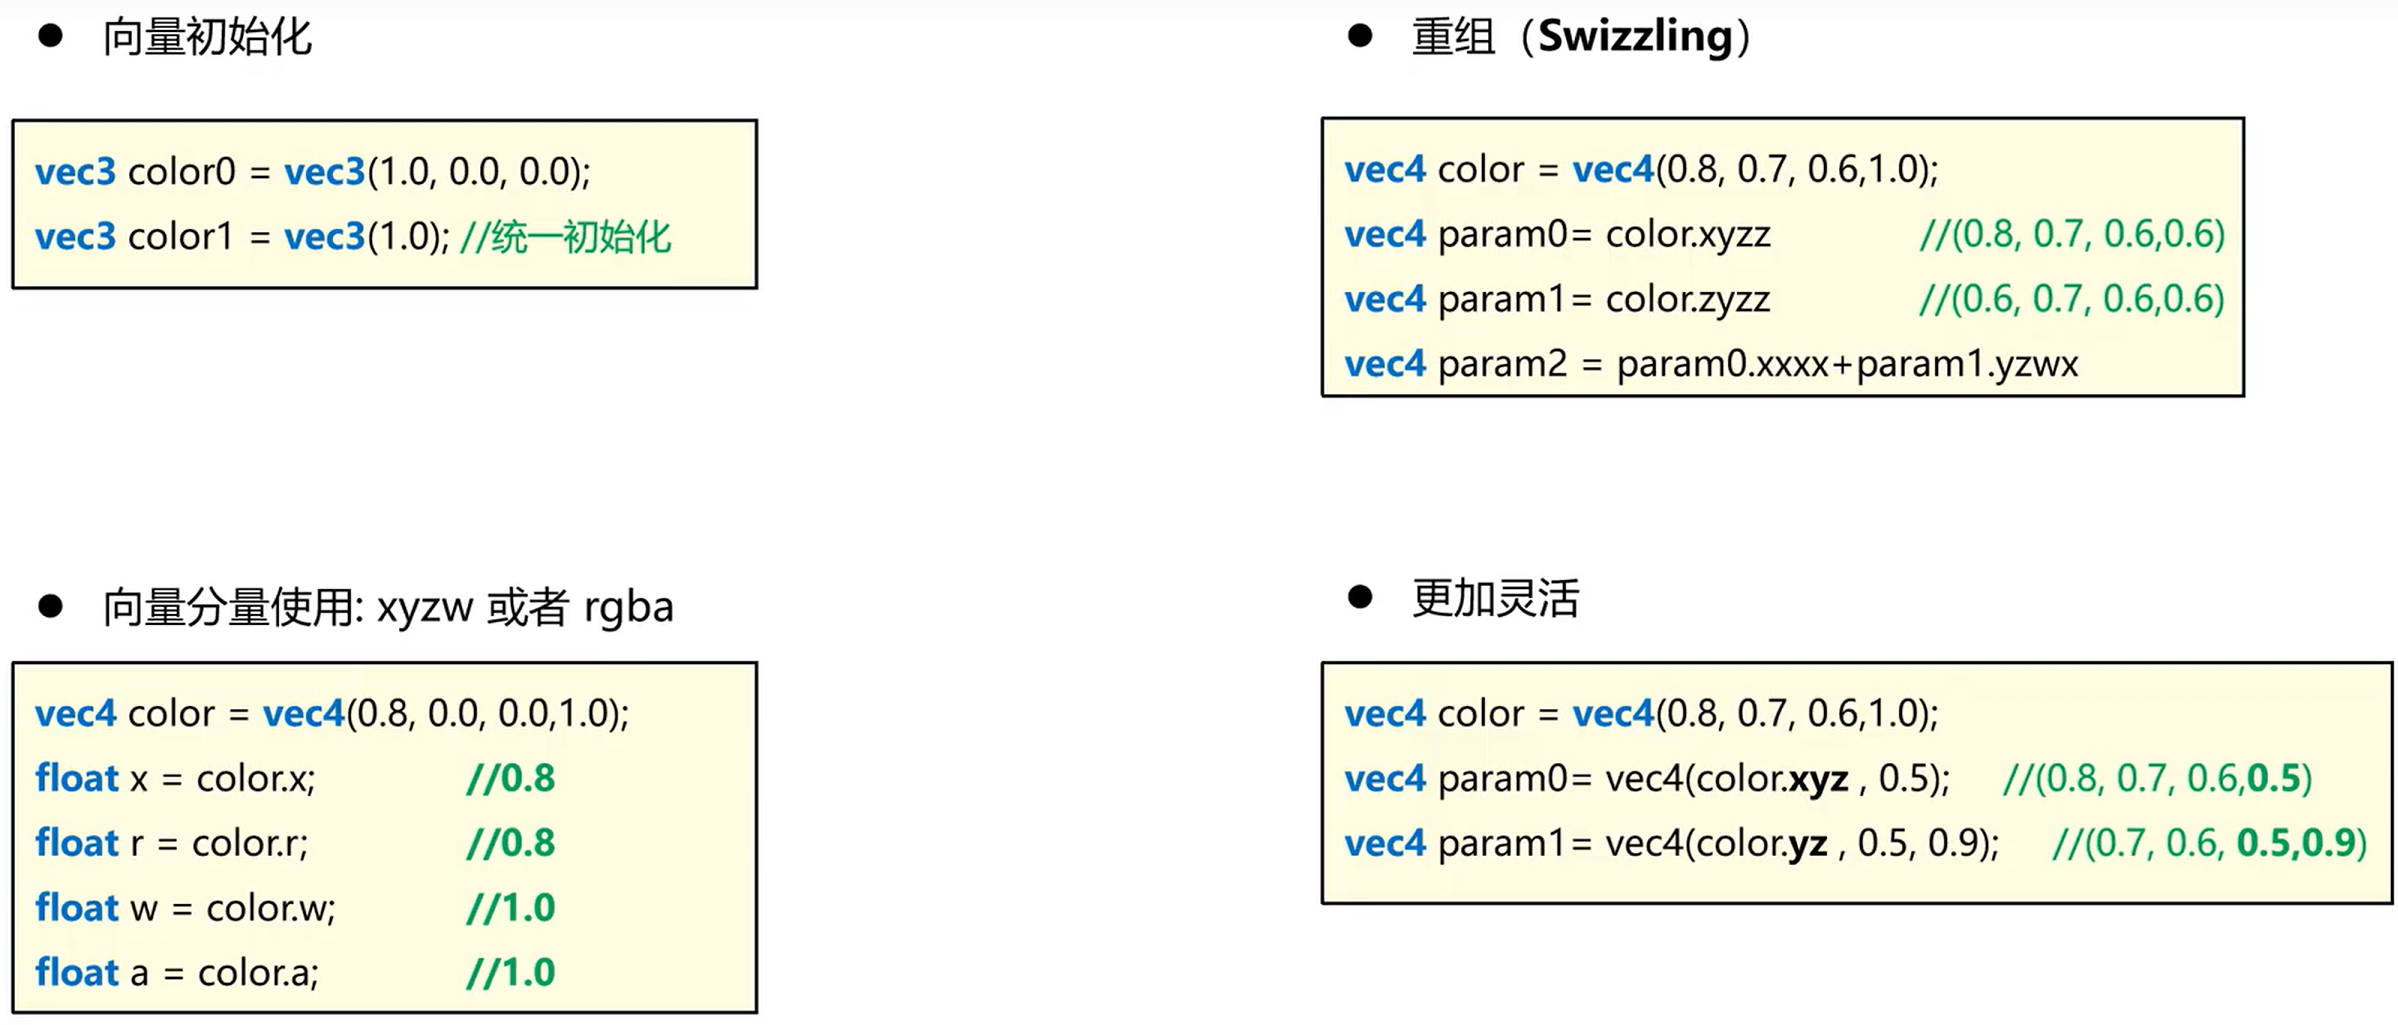 ● 向量初始化
vec3 color0 = vec3(1.0, 0.0, 0.0);
vec3 color1 = vec3(1.0); //统一初始化
● 重组（Swizzling）
vec4 color = vec4(0.8, 0.7, 0.6,1.0);
vec4 param0= color.xyzz //(0.8, 0.7, 0.6,0.6)
vec4 param1= color.zyzz //(0.6, 0.7, 0.6,0.6)
vec4 param2 = param0.xxxx+param1.yzwx
● 向量分量使用: xyzw 或者 rgba
vec4 color = vec4(0.8, 0.0, 0.0,1.0);
float x = color.x; //0.8
float r = color.r; //0.8
float w = color.w; //1.0
float a = color.a; //1.0
● 更加灵活
vec4 color = vec4(0.8, 0.7, 0.6,1.0);
vec4 param0= vec4(color.xyz , 0.5); //(0.8, 0.7, 0.6,0.5)
vec4 param1= vec4(color.yz , 0.5, 0.9); //(0.7, 0.6, 0.5,0.9)